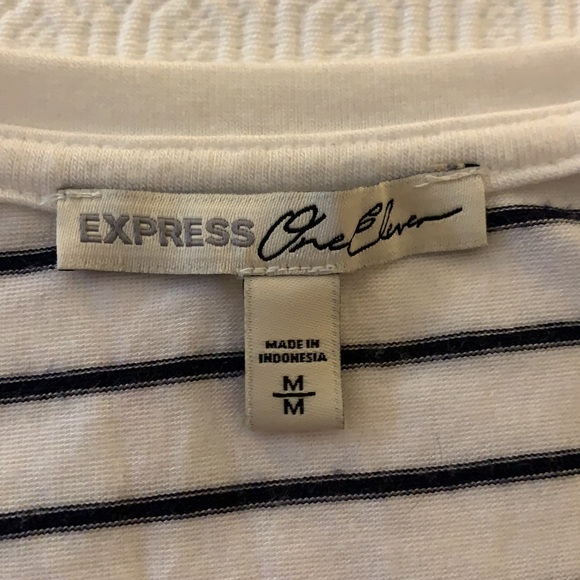 EXPRESS One Eleven
MADE IN
INDONESIA
M
M